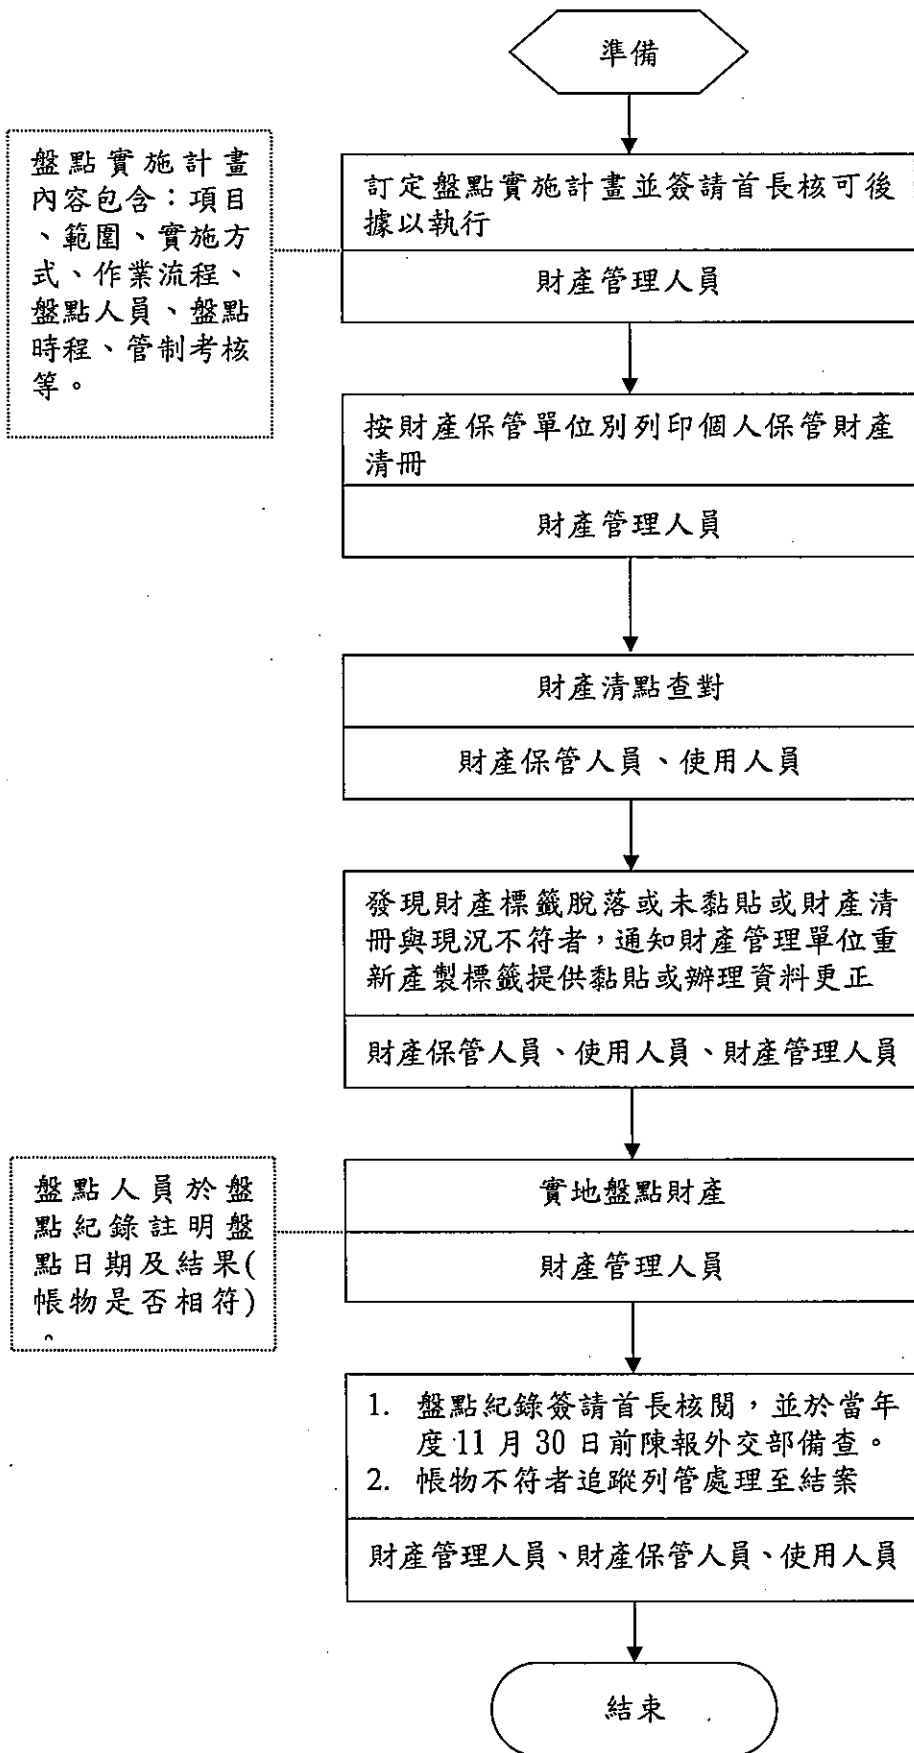 準備
盤點實施計畫
內容包含：項目
、範圍、實施方
式、作業流程、
盤點人員、盤點
時程、管制考核
等。
訂定盤點實施計畫並簽請首長核可後
據以執行
財產管理人員
按財產保管單位別列印個人保管財產
清冊
財產管理人員
財產清點查對
財產保管人員、使用人員
發現財產標籤脫落或未黏貼或財產清
冊與現況不符者，通知財產管理單位重
新產製標籤提供黏貼或辦理資料更正
財產保管人員、使用人員、財產管理人員
盤點人員於盤
點紀錄註明盤
點日期及結果(
帳物是否相符)
。
實地盤點財產
財產管理人員
1. 盤點紀錄簽請首長核閱，並於當年
度 11 月 30 日前陳報外交部備查。
2. 帳物不符者追蹤列管處理至結案
財產管理人員、財產保管人員、使用人員
結束